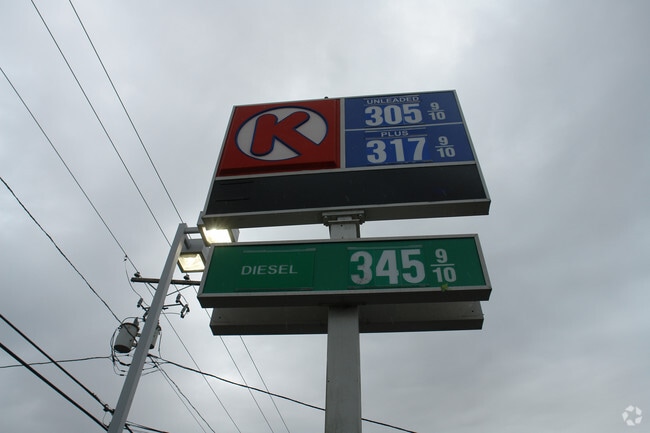 K
UNLEADED
305 9/10
PLUS
317 9/10
DIESEL 345 9/10